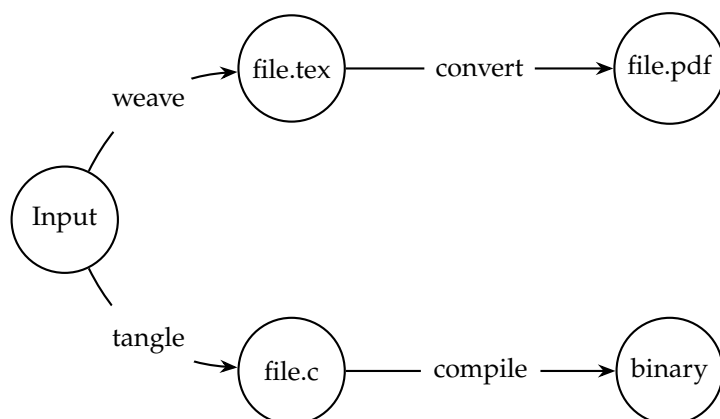 file.tex
convert
file.pdf
weave
Input
tangle
file.c
compile
binary